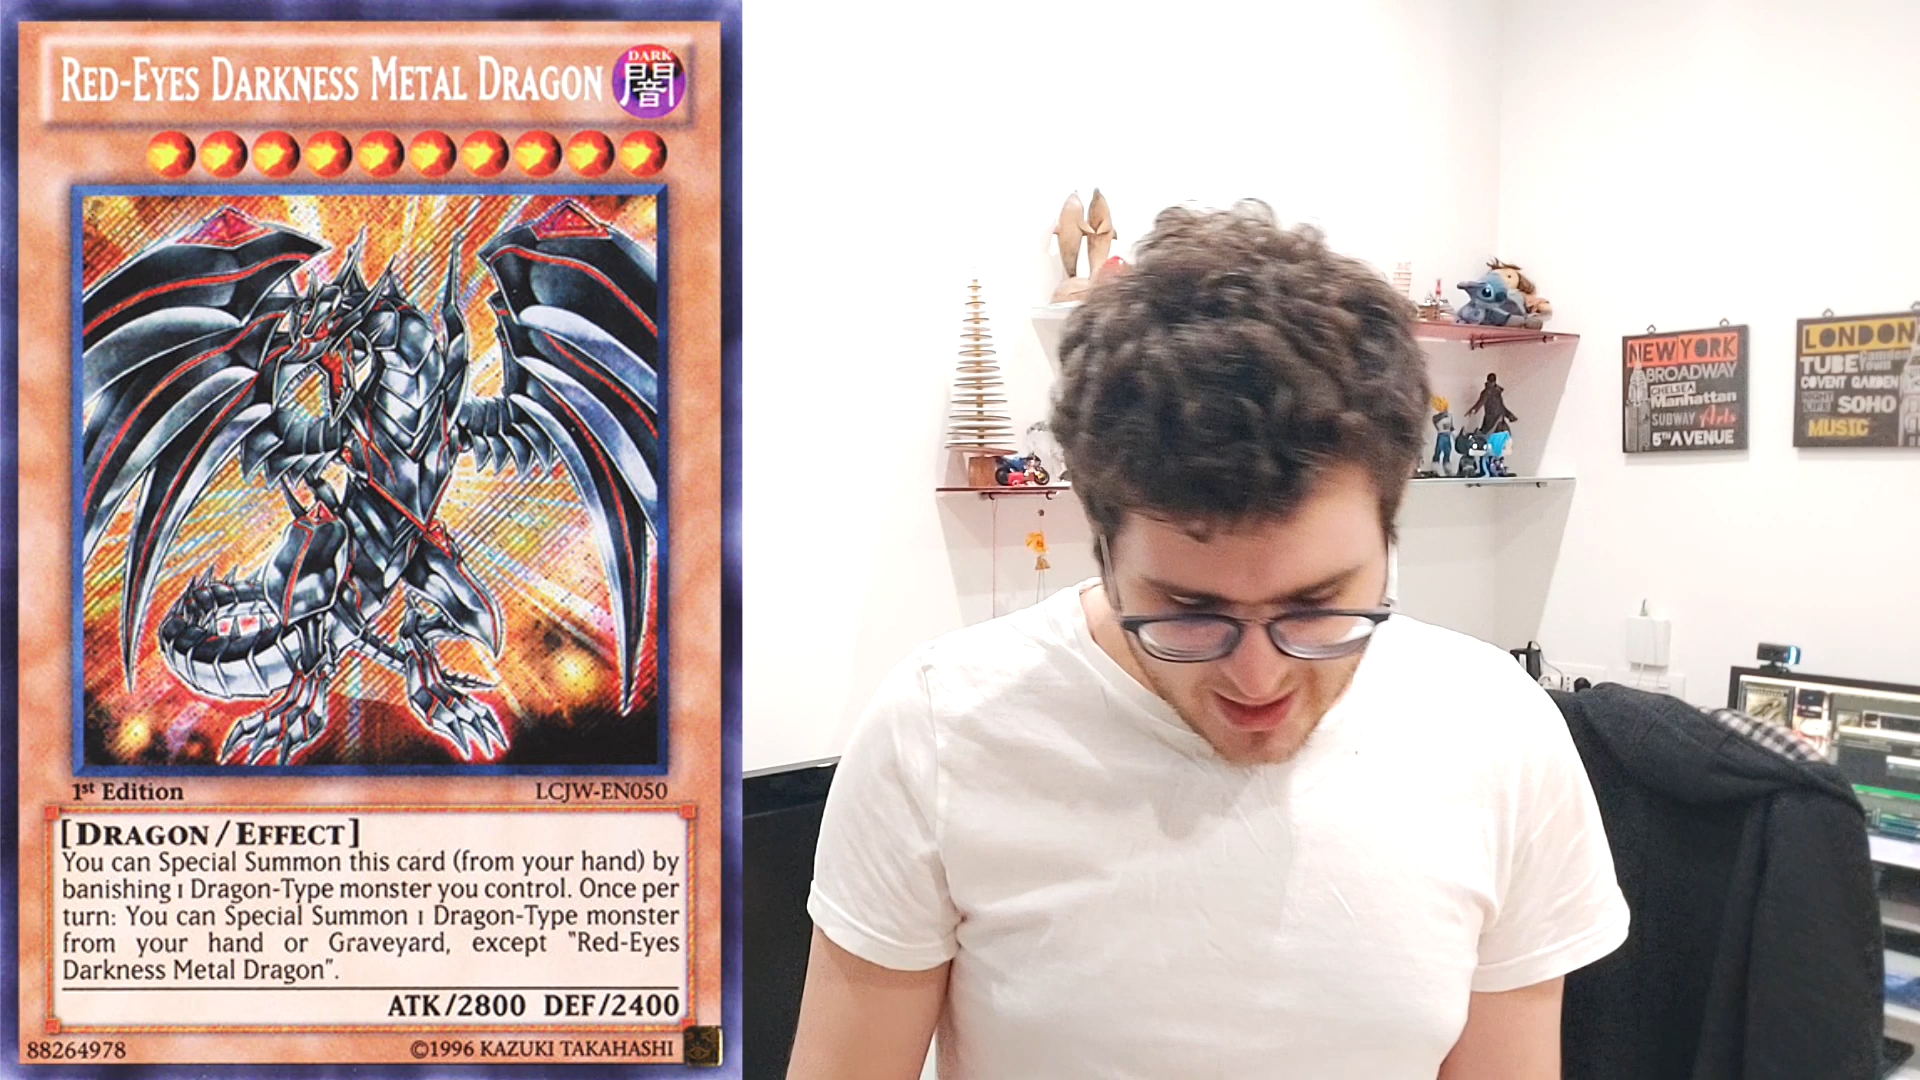 RED-EYES DARKNESS METAL DRAGON
DARK
闇
1st Edition
LCJW-EN050
[DRAGON/EFFECT]
You can Special Summon this card (from your hand) by
banishing 1 Dragon-Type monster you control. Once per
turn: You can Special Summon 1 Dragon-Type monster
from your hand or Graveyard, except "Red-Eyes
Darkness Metal Dragon".
ATK/2800 DEF/2400
88264978
©1996 KAZUKI TAKAHASHI
NEW YORK
BROADWAY
CHELSEA
Manhattan
SUBWAY Arts
5TH AVENUE
LONDON
TUBE Camden Town
COVENT GARDEN
SOHO
MUSIC